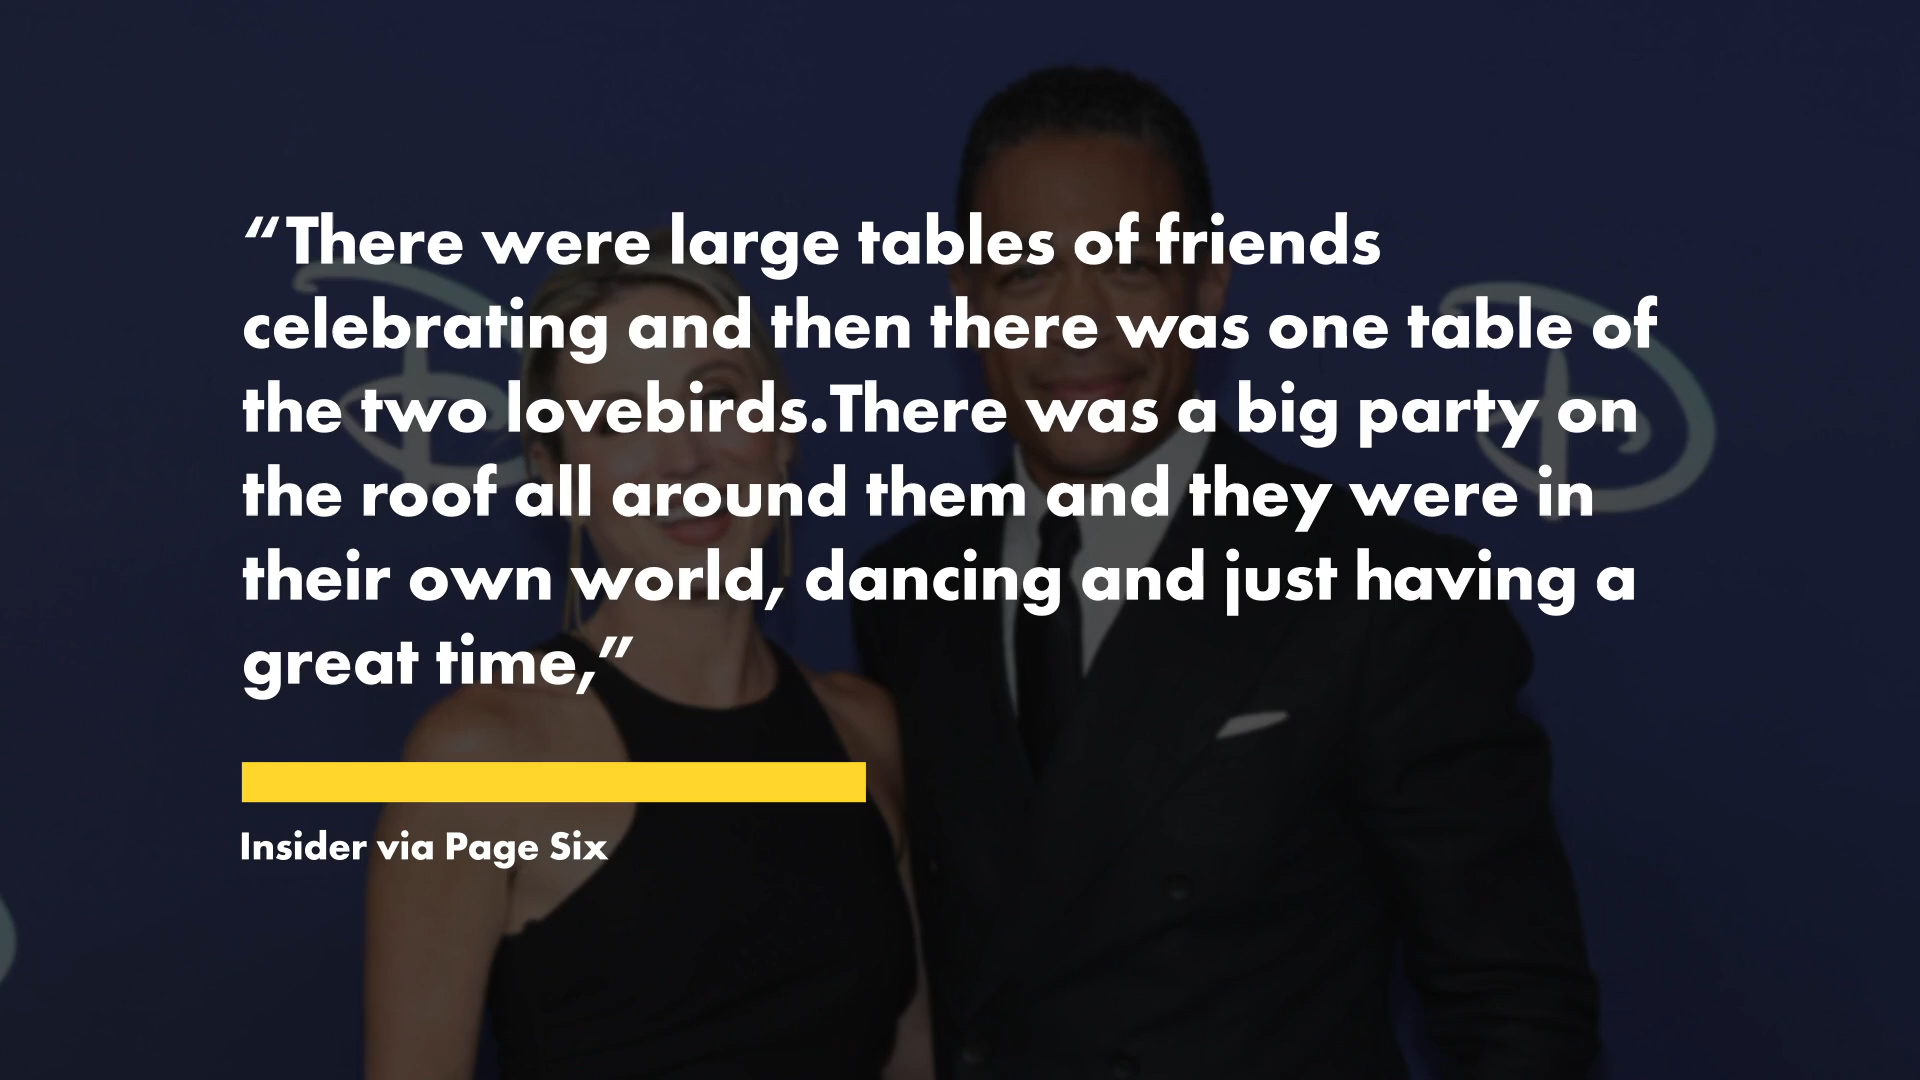 “There were large tables of friends
celebrating and then there was one table of
the two lovebirds.There was a big party on
the roof all around them and they were in
their own world, dancing and just having a
great time,”
Insider via Page Six